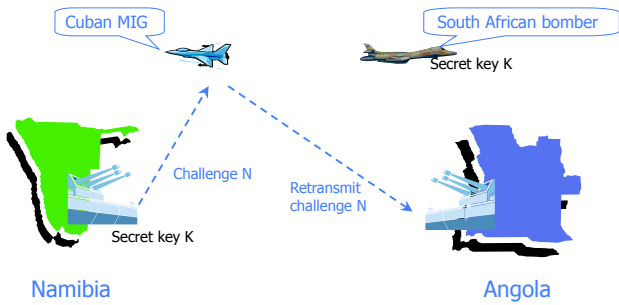 Cuban MIG
South African bomber
Secret key K
Challenge N
Retransmit
challenge N
Secret key K
Namibia
Angola